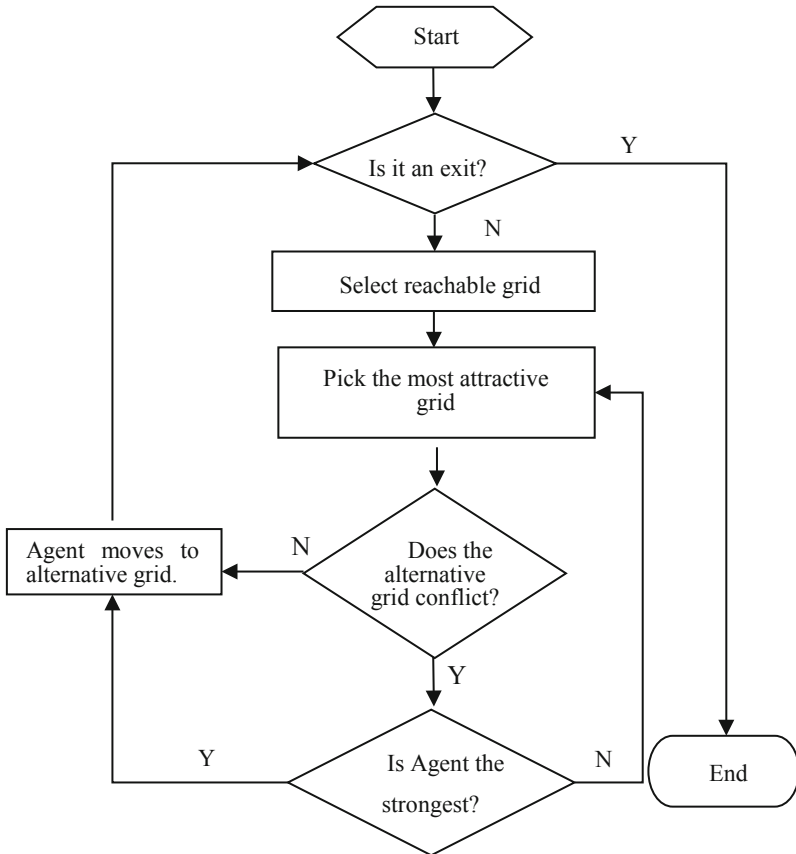 Start
Is it an exit?
Y
N
Select reachable grid
Pick the most attractive
grid
Agent moves to
alternative grid.
N
Does the
alternative
grid conflict?
Y
Y
Is Agent the
strongest?
N
End